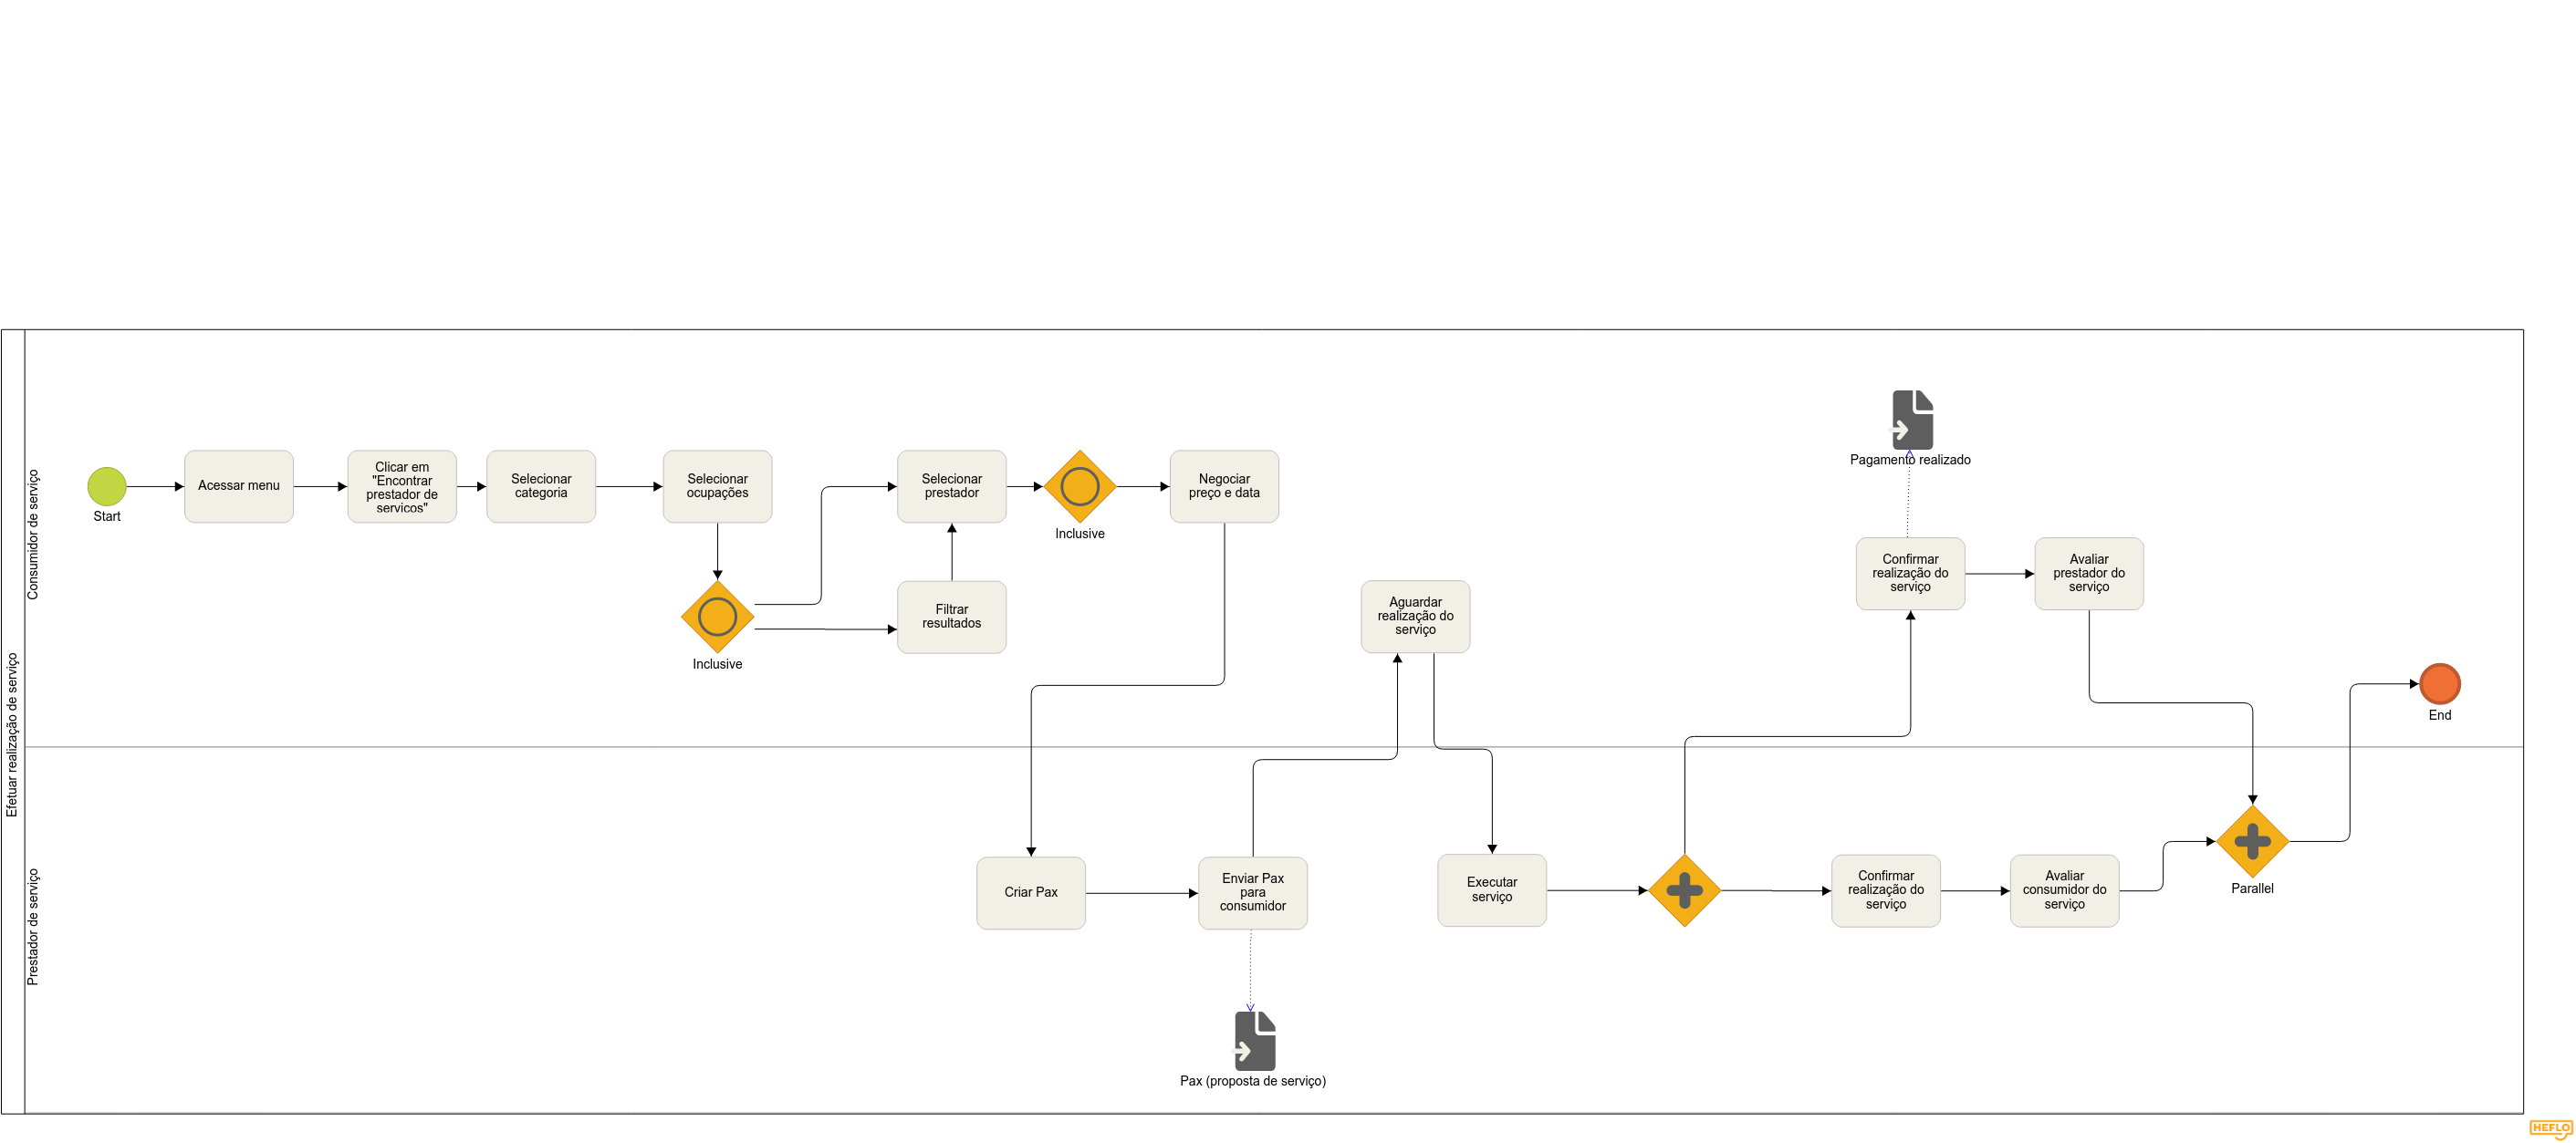 Efetuar realização de serviço
Consumidor de serviço
Start
Acessar menu
Clicar em
"Encontrar
prestador de
servicos"
Selecionar
categoria
Selecionar
ocupações
Inclusive
Selecionar
prestador
Filtrar
resultados
Inclusive
Negociar
preço e data
Aguardar
realização do
serviço
Pagamento realizado
Confirmar
realização do
serviço
Avaliar
prestador do
serviço
End
Prestador de serviço
Criar Pax
Enviar Pax
para
consumidor
Pax (proposta de serviço)
Executar
serviço
Confirmar
realização do
serviço
Avaliar
consumidor do
serviço
Parallel
HEFLO